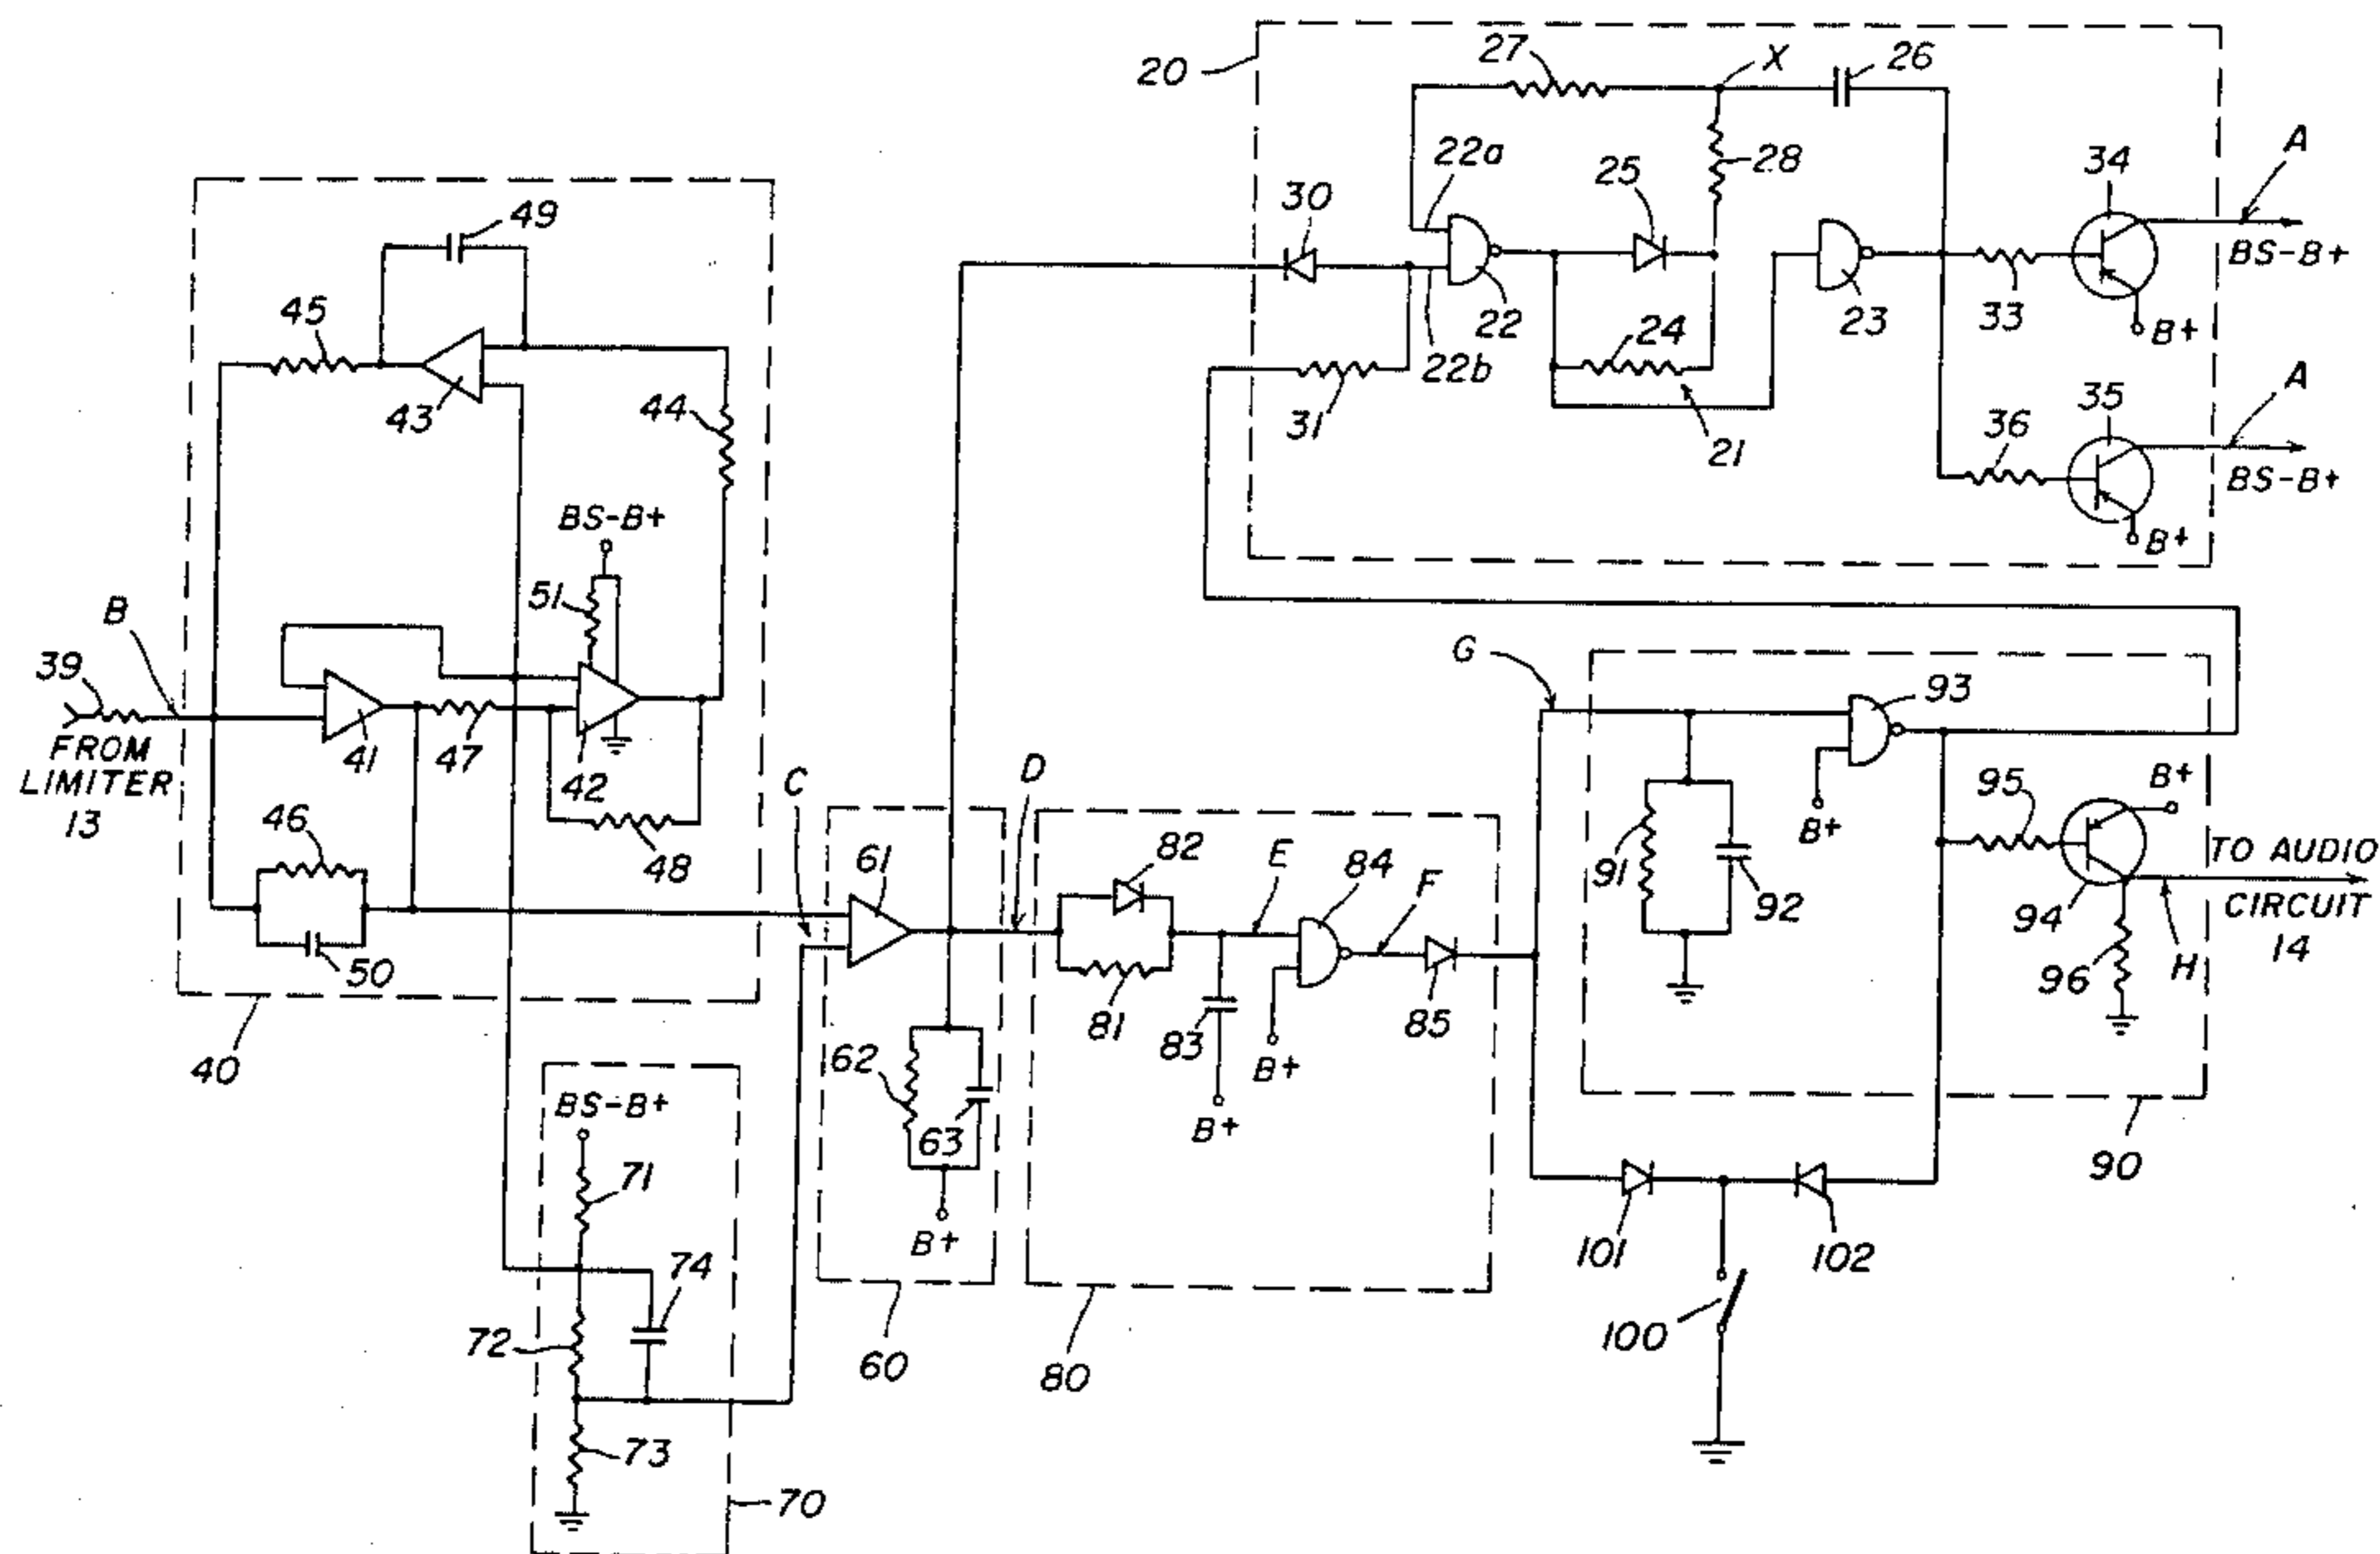 20
27
X
26
A
22a
28
25
34
30
BS-B+
49
22
23
33
B+
45
24
22b
A
43
44
31
21
36
35
BS-B+
B+
BS-B+
51
B
G
39
93
FROM
LIMITER
13
41
47
42
C
D
B+
95
B+
46
48
61
82
E
84
F
91
92
TO AUDIO
CIRCUIT
14
94
H
50
81
83
85
96
40
62
63
B+
B+
BS-B+
71
B+
90
74
101
102
72
60
80
100
73
70